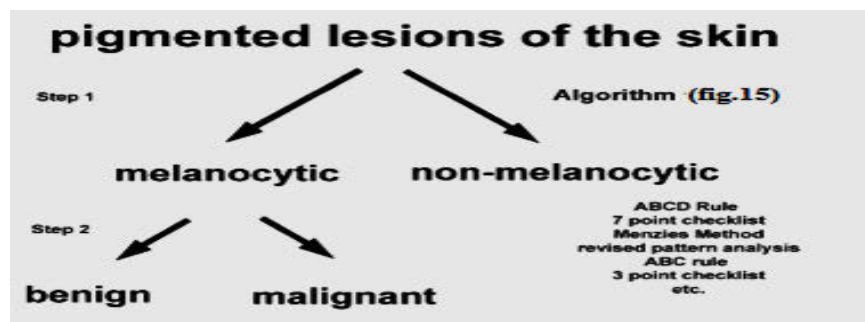 pigmented lesions of the skin
Step 1
Algorithm (fig.15)
melanocytic
non-melanocytic
ABCD Rule
7 point checklist
Menzies Method
revised pattern analysis
ABC rule
3 point checklist
etc.
Step 2
benign
malignant